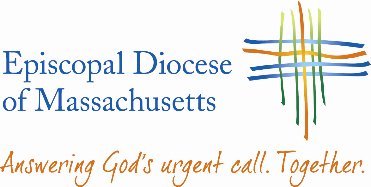 Episcopal Diocese
of Massachusetts
Answering God's urgent call. Together.